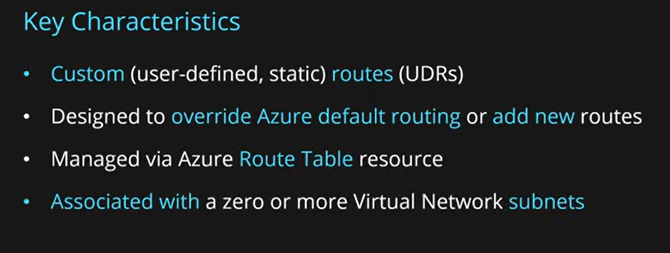 Key Characteristics
• Custom (user-defined, static) routes (UDRs)
• Designed to override Azure default routing or add new routes
• Managed via Azure Route Table resource
• Associated with a zero or more Virtual Network subnets